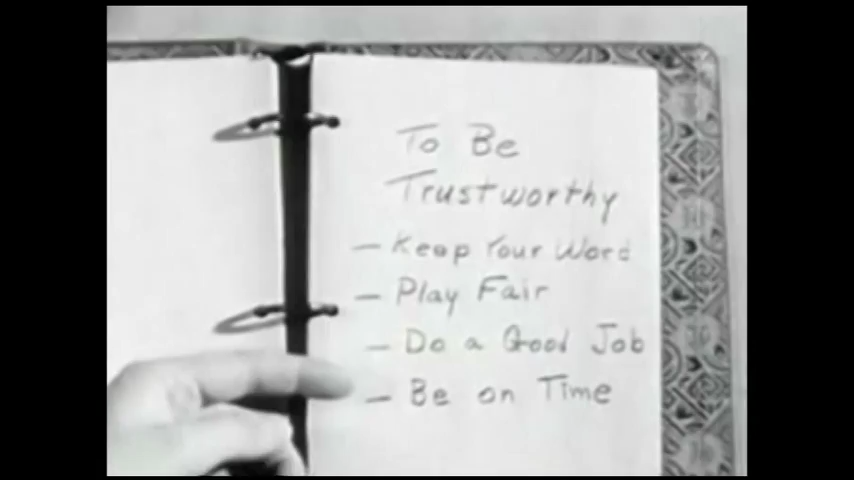 To Be
Trustworthy
- Keep Your Word
- Play Fair
- Do a Good Job
- Be on Time